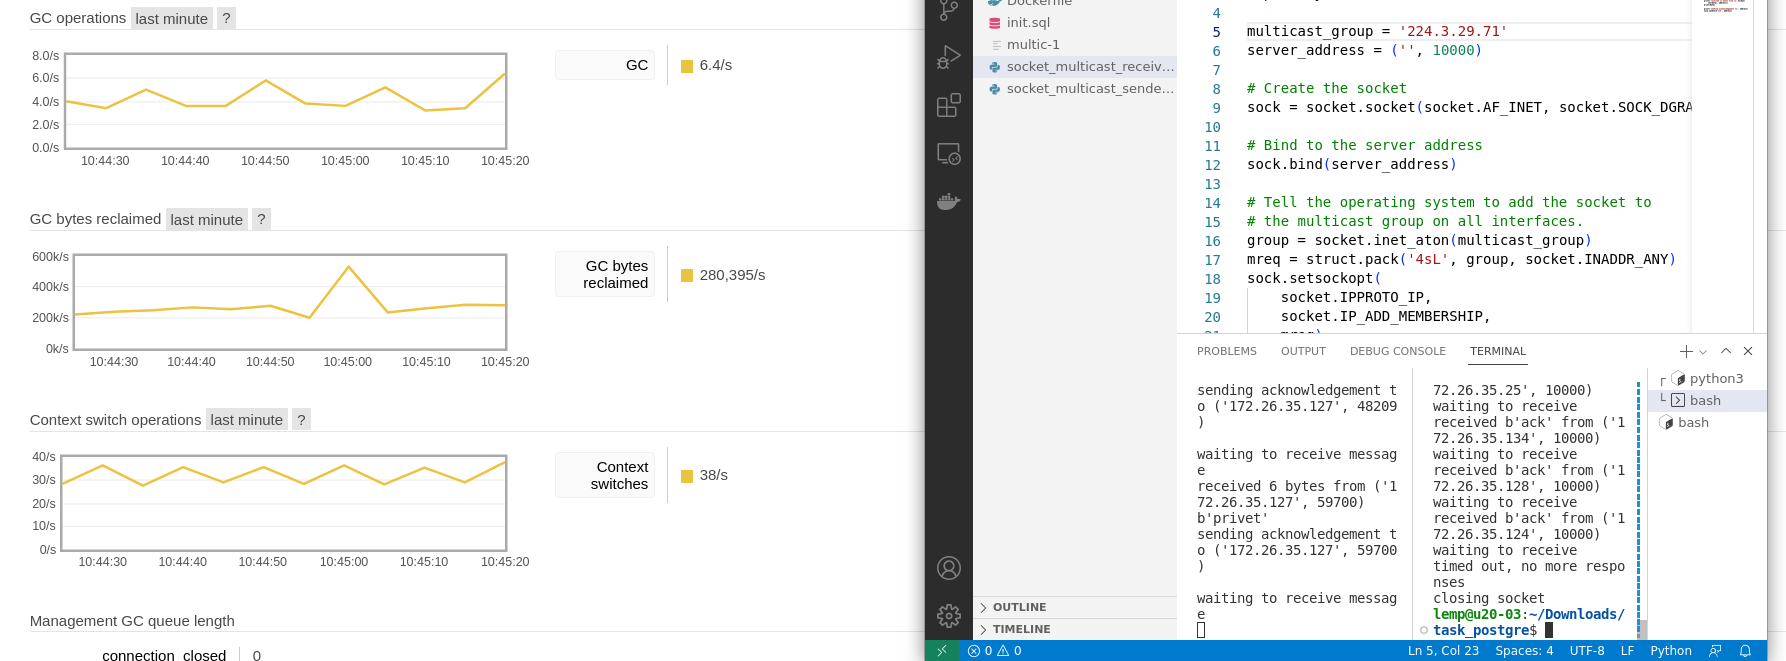 GC operations last minute ?
8.0/s
6.0/s
4.0/s
2.0/s
0.0/s
10:44:30 10:44:40 10:44:50 10:45:00 10:45:10 10:45:20
GC
6.4/s
GC bytes reclaimed last minute ?
600k/s
400k/s
200k/s
0k/s
10:44:30 10:44:40 10:44:50 10:45:00 10:45:10 10:45:20
GC bytes
reclaimed
280,395/s
Context switch operations last minute ?
40/s
30/s
20/s
10/s
0/s
10:44:30 10:44:40 10:44:50 10:45:00 10:45:10 10:45:20
Context
switches
38/s
Management GC queue length
connection_closed 0
Dockerfile
init.sql
multic-1
socket_multicast_receiv...
socket_multicast_sende...
OUTLINE
TIMELINE
4
5 multicast_group = '224.3.29.71'
6 server_address = ('', 10000)
7
8 # Create the socket
9 sock = socket.socket(socket.AF_INET, socket.SOCK_DGRA
10
11 # Bind to the server address
12 sock.bind(server_address)
13
14 # Tell the operating system to add the socket to
15 # the multicast group on all interfaces.
16 group = socket.inet_aton(multicast_group)
17 mreq = struct.pack('4sL', group, socket.INADDR_ANY)
18 sock.setsockopt(
19 socket.IPPROTO_IP,
20 socket.IP_ADD_MEMBERSHIP,
21 mreq)
PROBLEMS OUTPUT DEBUG CONSOLE TERMINAL
sending acknowledgement t
o ('172.26.35.127', 48209
)
waiting to receive messag
e
received 6 bytes from ('1
72.26.35.127', 59700)
b'privet'
sending acknowledgement t
o ('172.26.35.127', 59700
)
waiting to receive messag
e
72.26.35.25', 10000)
waiting to receive
received b'ack' from ('1
72.26.35.134', 10000)
waiting to receive
received b'ack' from ('1
72.26.35.128', 10000)
waiting to receive
received b'ack' from ('1
72.26.35.124', 10000)
waiting to receive
timed out, no more respo
nses
closing socket
lemp@u20-03:~/Downloads/
task_postgre$
python3
bash
bash
0 0
Ln 5, Col 23 Spaces: 4 UTF-8 LF Python